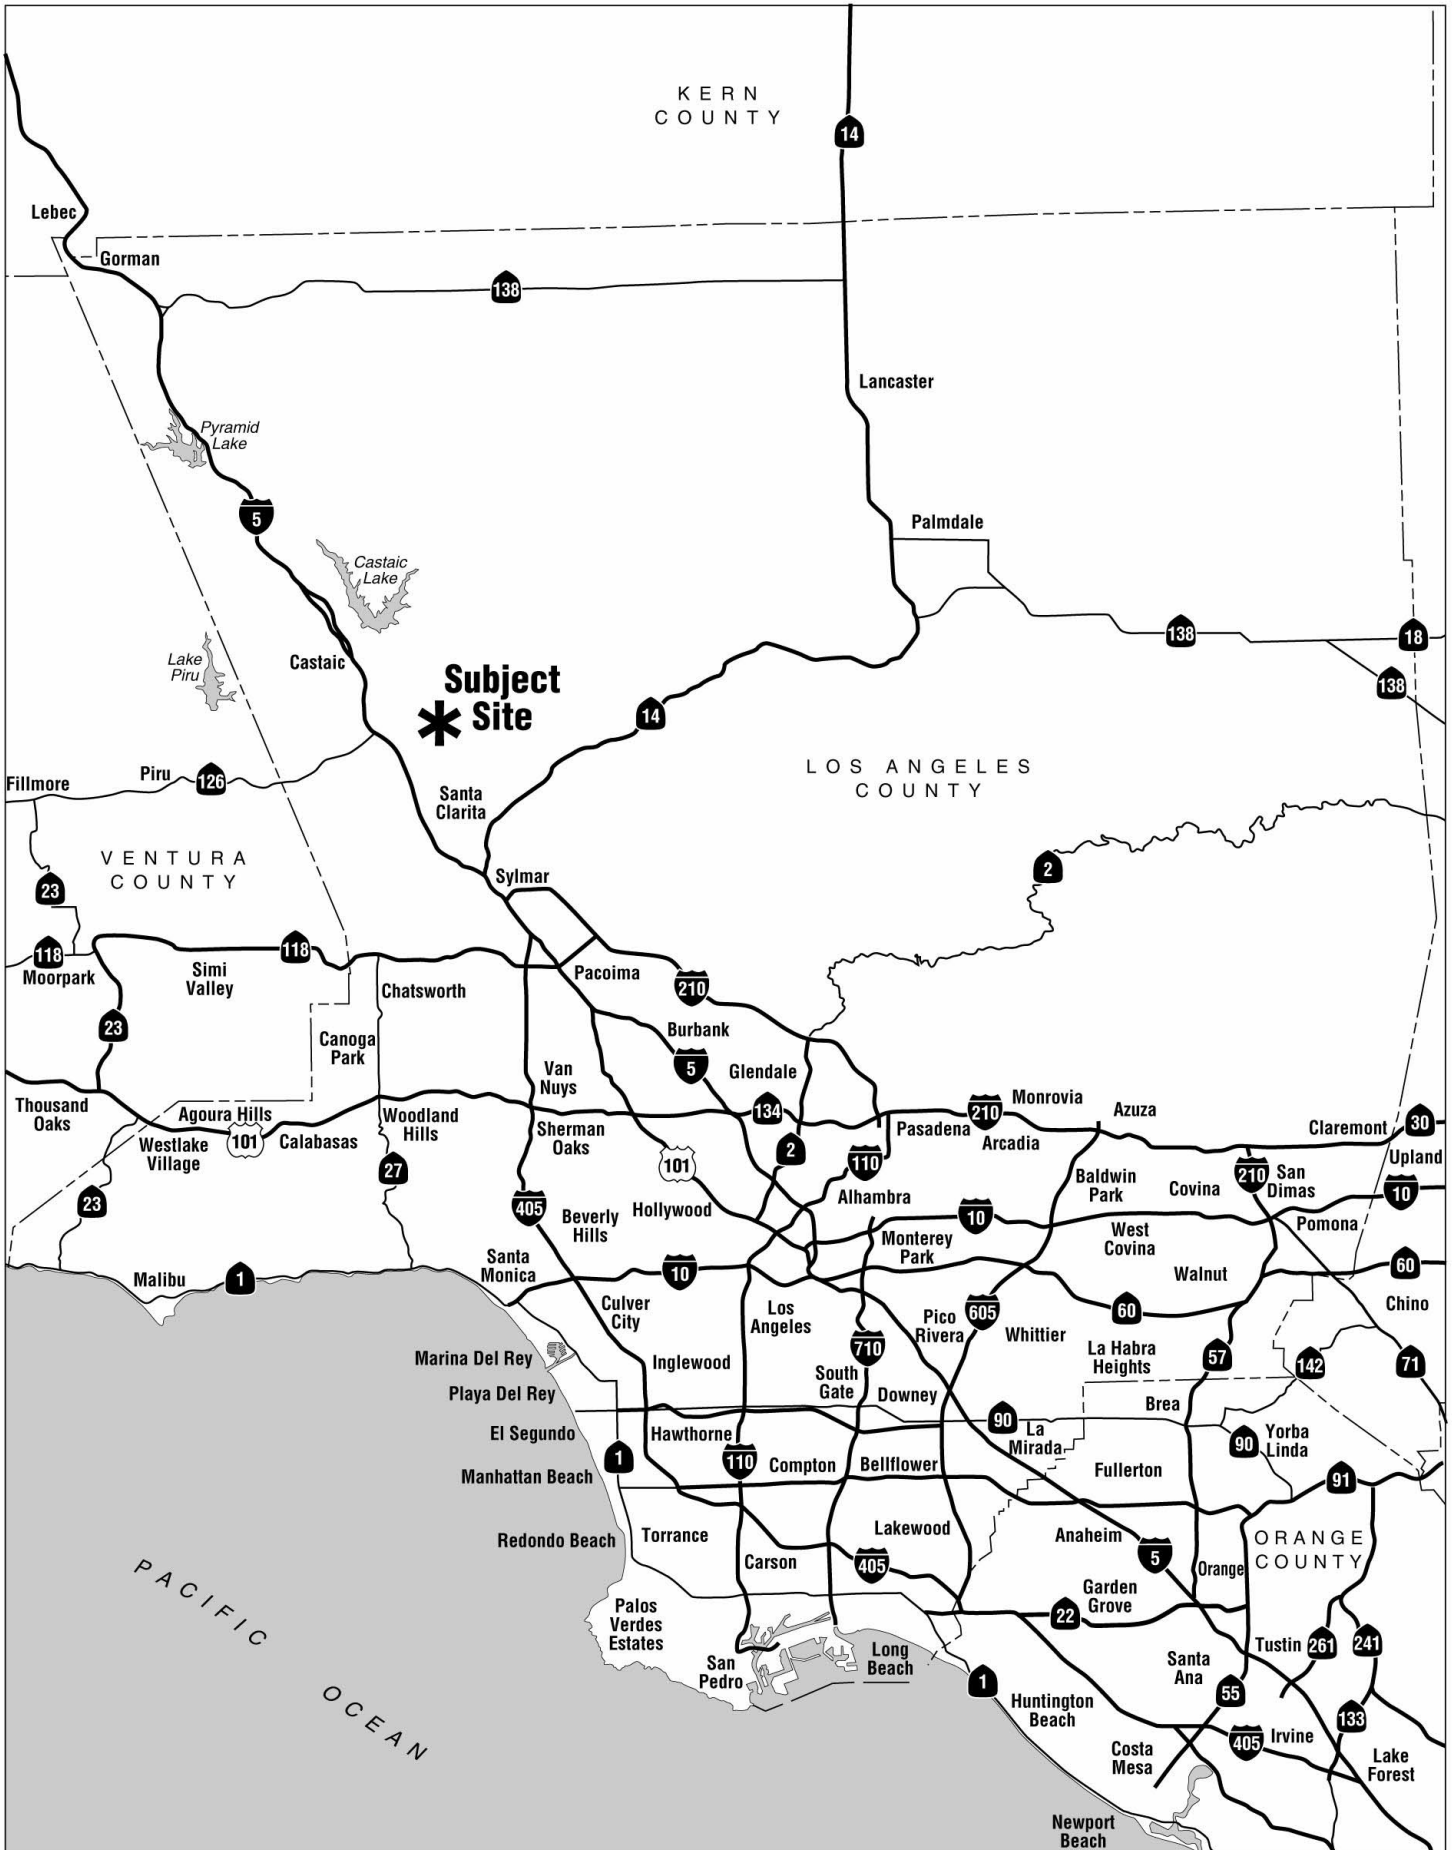 KERN
COUNTY
14
Lebec
Gorman
138
Lancaster
Pyramid
Lake
5
Palmdale
Castaic
Lake
138
18
Lake
Piru
Castaic
Subject
Site
138
14
LOS ANGELES
COUNTY
Fillmore
Piru
126
Santa
Clarita
VENTURA
COUNTY
2
23
Sylmar
118
Moorpark
118
Simi
Valley
Pacoima
210
Chatsworth
23
Canoga
Park
Burbank
5
Van
Nuys
Glendale
134
210
Monrovia
Azuza
Thousand
Oaks
Agoura Hills
101
Westlake
Village
Calabasas
Woodland
Hills
Sherman
Oaks
2
Pasadena
Arcadia
Claremont
30
Upland
27
101
110
Baldwin
Park
Covina
210
San
Dimas
10
23
405
Beverly
Hills
Hollywood
Alhambra
10
Pomona
Monterey
Park
West
Covina
Santa
Monica
10
60
Malibu
1
Walnut
Culver
City
Los
Angeles
Pico
Rivera
605
Whittier
60
Chino
Marina Del Rey
Inglewood
710
La Habra
Heights
57
142
71
Playa Del Rey
South
Gate
Downey
Brea
El Segundo
Hawthorne
90
La
Mirada
90
Yorba
Linda
Manhattan Beach
1
110
Compton
Bellflower
Fullerton
91
Redondo Beach
Torrance
Lakewood
Anaheim
ORANGE
COUNTY
Carson
405
5
Orange
PACIFIC
OCEAN
Palos
Verdes
Estates
22
Garden
Grove
San
Pedro
Long
Beach
Tustin
261
241
1
Santa
Ana
55
Huntington
Beach
133
405
Irvine
Costa
Mesa
Lake
Forest
Newport
Beach